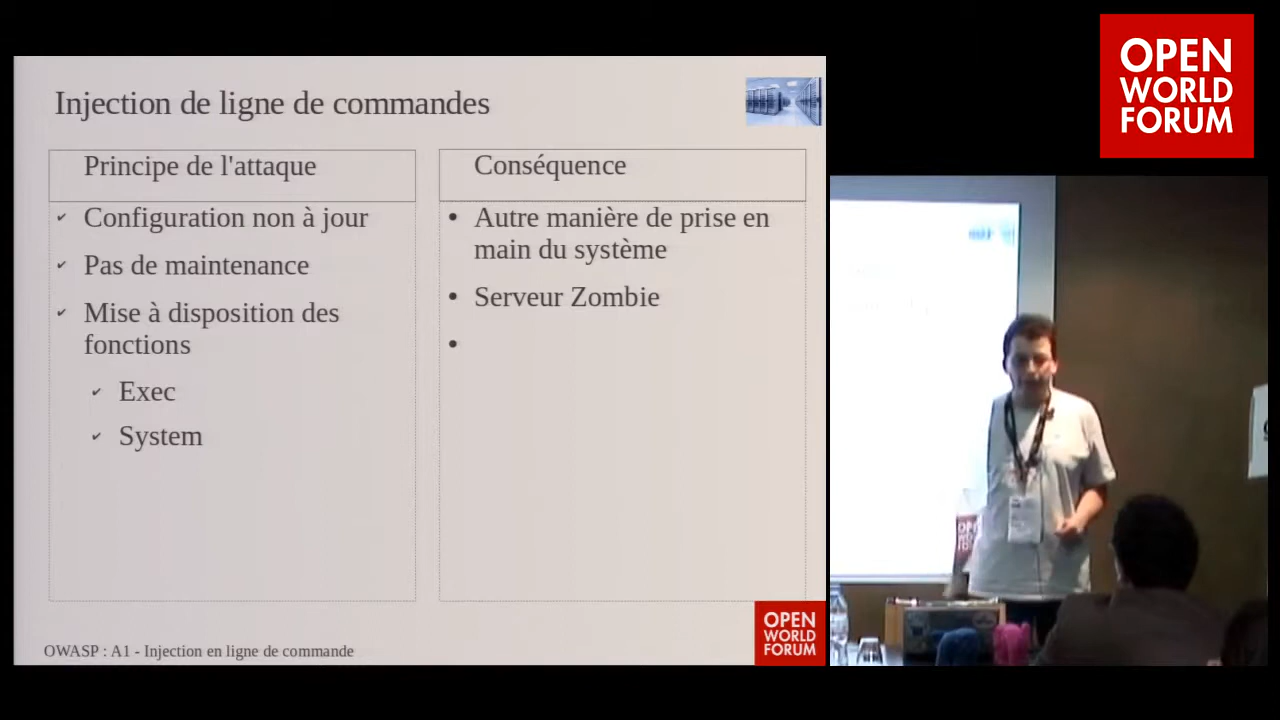 OPEN
WORLD
FORUM
Injection de ligne de commandes
Principe de l'attaque
✔ Configuration non à jour
✔ Pas de maintenance
✔ Mise à disposition des
fonctions
✔ Exec
✔ System
Conséquence
• Autre manière de prise en
main du système
• Serveur Zombie
•
OWASP : A1 - Injection en ligne de commande
OPEN
WORLD
FORUM